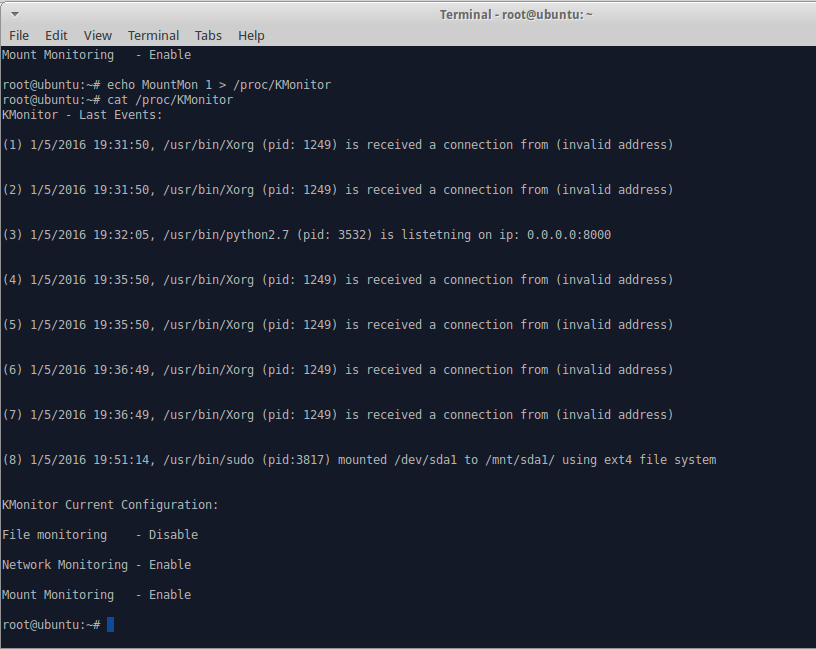 Terminal - root@ubuntu: ~
File Edit View Terminal Tabs Help
Mount Monitoring   - Enable
root@ubuntu:~# echo MountMon 1 > /proc/KMonitor
root@ubuntu:~# cat /proc/KMonitor
KMonitor - Last Events:
(1) 1/5/2016 19:31:50, /usr/bin/Xorg (pid: 1249) is received a connection from (invalid address)
(2) 1/5/2016 19:31:50, /usr/bin/Xorg (pid: 1249) is received a connection from (invalid address)
(3) 1/5/2016 19:32:05, /usr/bin/python2.7 (pid: 3532) is listetning on ip: 0.0.0.0:8000
(4) 1/5/2016 19:35:50, /usr/bin/Xorg (pid: 1249) is received a connection from (invalid address)
(5) 1/5/2016 19:35:50, /usr/bin/Xorg (pid: 1249) is received a connection from (invalid address)
(6) 1/5/2016 19:36:49, /usr/bin/Xorg (pid: 1249) is received a connection from (invalid address)
(7) 1/5/2016 19:36:49, /usr/bin/Xorg (pid: 1249) is received a connection from (invalid address)
(8) 1/5/2016 19:51:14, /usr/bin/sudo (pid:3817) mounted /dev/sda1 to /mnt/sda1/ using ext4 file system
KMonitor Current Configuration:
File monitoring    - Disable
Network Monitoring - Enable
Mount Monitoring   - Enable
root@ubuntu:~#